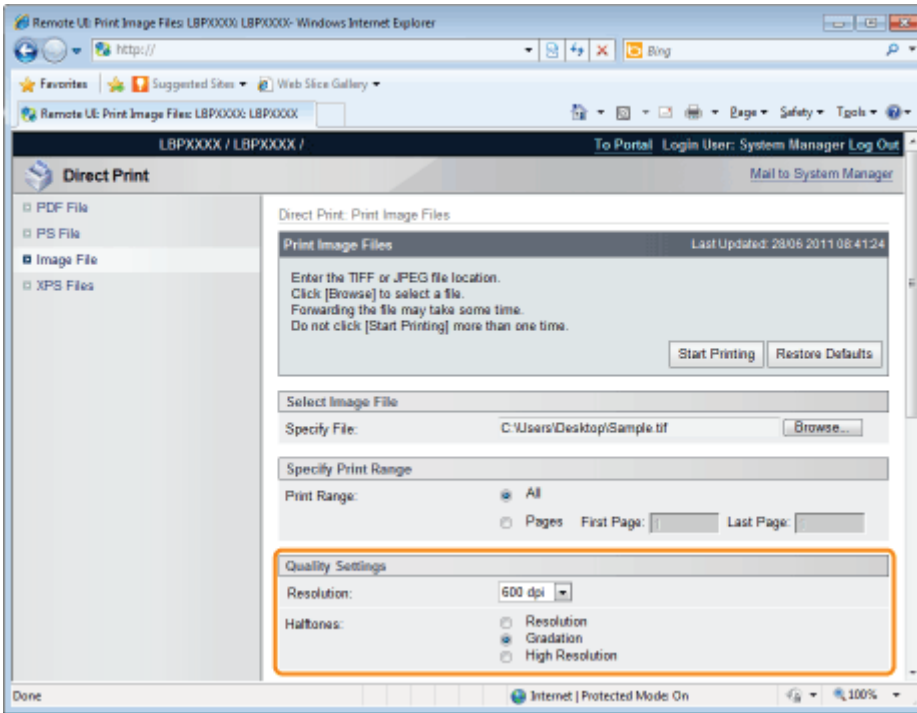 Remote UI: Print Image Files: LBPXXXX: LBPXXXX- Windows Internet Explorer
http://
Bing
Favorites Suggested Sites Web Slice Gallery
Remote UI: Print Image Files: LBPXXXX: LBPXXXX
Page Safety Tools
LBPXXXX / LBPXXXX /
To Portal Login User: System Manager Log Out
Direct Print
Mail to System Manager
PDF File
PS File
Image File
XPS Files
Direct Print: Print Image Files
Print Image Files Last Updated: 28/06 2011 08:41:24
Enter the TIFF or JPEG file location.
Click [Browse] to select a file.
Forwarding the file may take some time.
Do not click [Start Printing] more than one time.
Start Printing Restore Defaults
Select Image File
Specify File: C:\Users\Desktop\Sample.tif Browse...
Specify Print Range
Print Range: All
Pages First Page: Last Page:
Quality Settings
Resolution: 600 dpi
Halftones: Resolution
Gradation
High Resolution
Done Internet | Protected Mode: On 100%